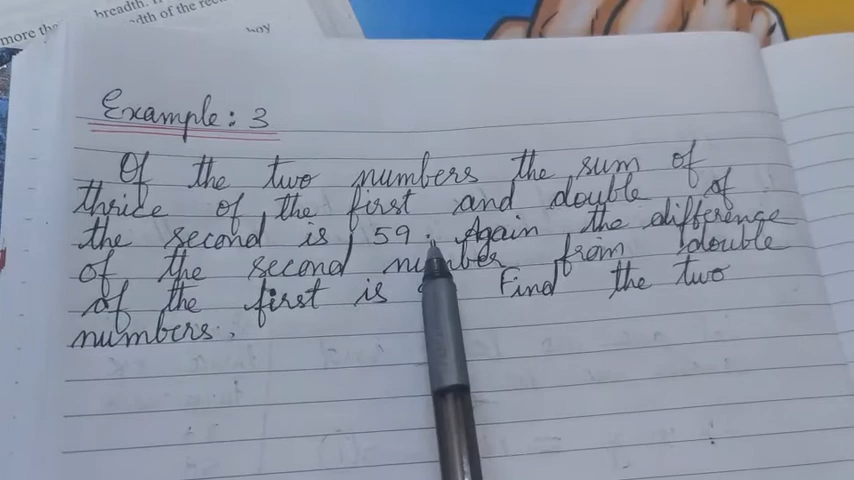 more the
breadth. I
dth of the rec
Example: 3
Of the two numbers the sum of
thrice of the first and double of
the second is 59. Again the difference
of the second number from double
of the first is Find the two
numbers.